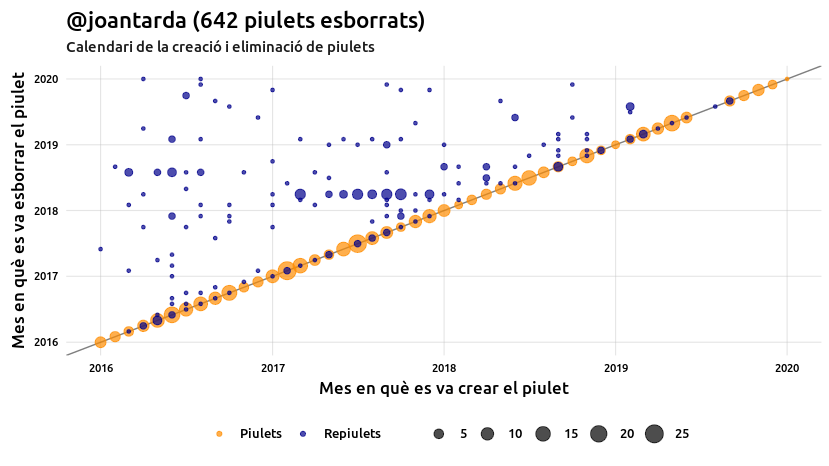 @joantarda (642 piulets esborrats)
Calendari de la creació i eliminació de piulets
Mes en què es va esborrar el piulet
2020
2019
2018
2017
2016
2016 2017 2018 2019 2020
Mes en què es va crear el piulet
Piulets Repiulets 5 10 15 20 25